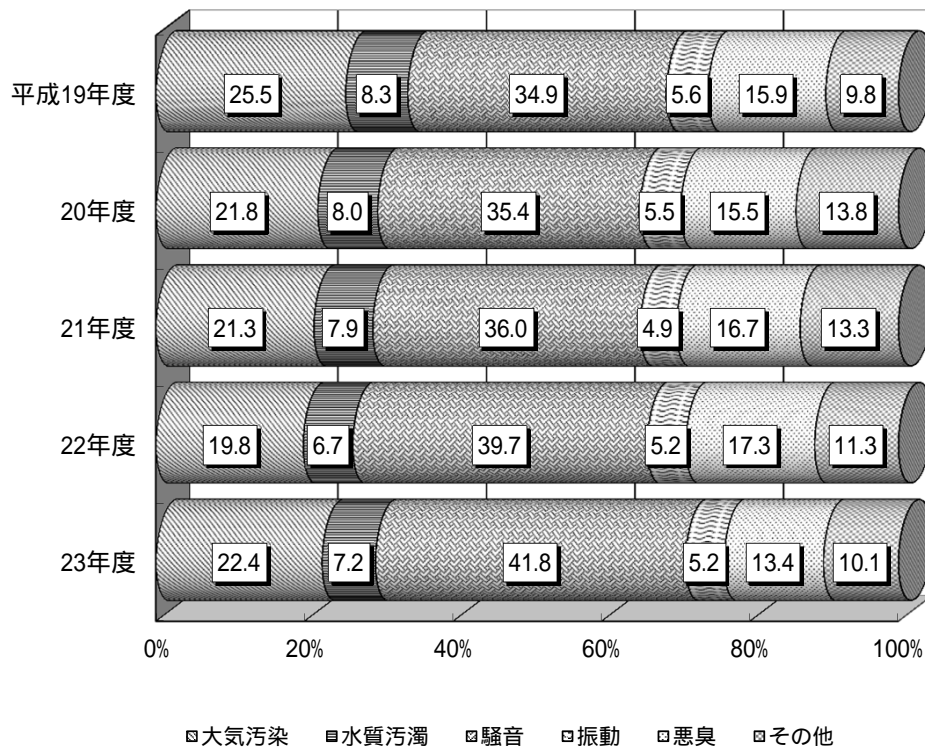 平成19年度 25.5 8.3 34.9 5.6 15.9 9.8
20年度 21.8 8.0 35.4 5.5 15.5 13.8
21年度 21.3 7.9 36.0 4.9 16.7 13.3
22年度 19.8 6.7 39.7 5.2 17.3 11.3
23年度 22.4 7.2 41.8 5.2 13.4 10.1
0% 20% 40% 60% 80% 100%
大気汚染 水質汚濁 騒音 振動 悪臭 その他